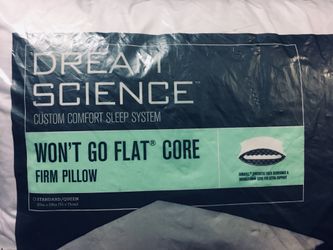 DREAM
SCIENCE™
CUSTOM COMFORT SLEEP SYSTEM
WON'T GO FLAT® CORE
FIRM PILLOW
STANDARD/QUEEN